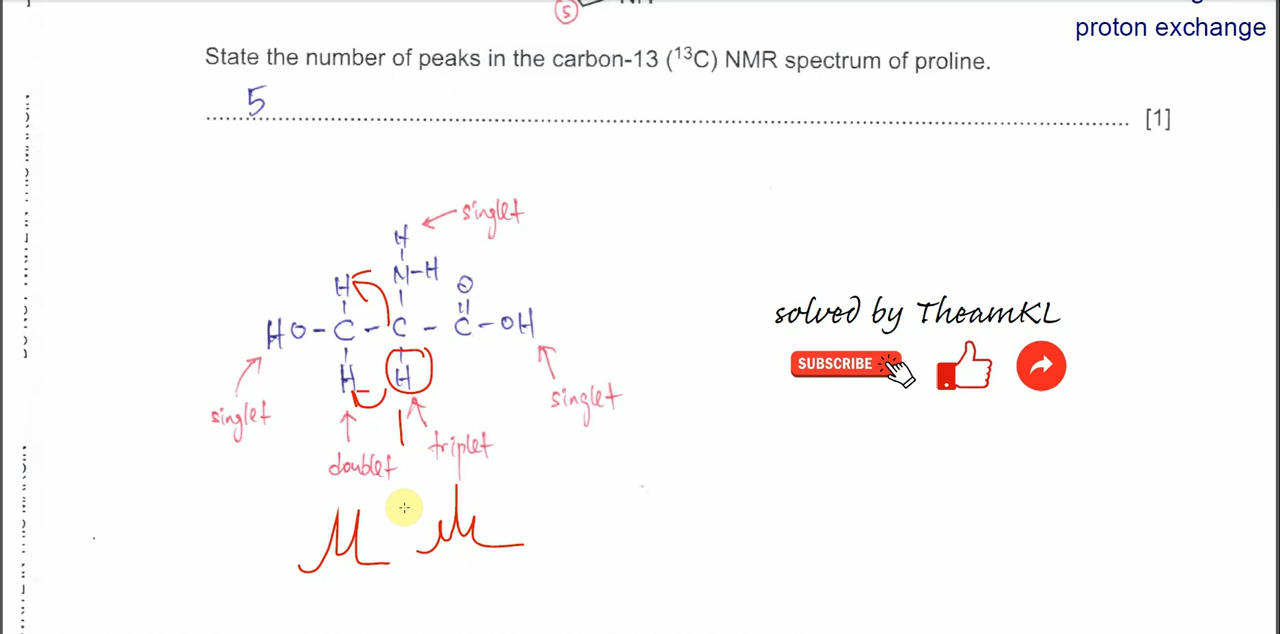 5
proton exchange
State the number of peaks in the carbon-13 (¹³C) NMR spectrum of proline.
5
[1]
singlet
H
H N-H O
HO-C-C-C-OH
H H
singlet
singlet
doublet
triplet
solved by TheamKL
SUBSCRIBE